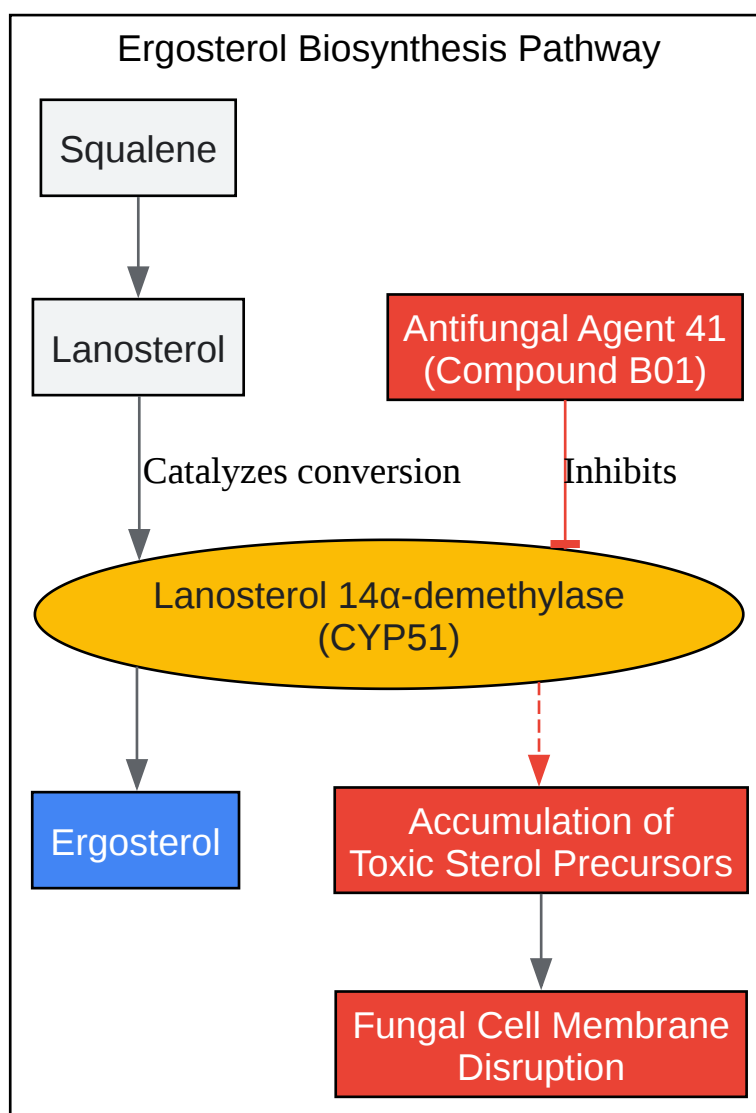 Ergosterol Biosynthesis Pathway
Squalene
Lanosterol
Antifungal Agent 41
(Compound B01)
Catalyzes conversion
Inhibits
Lanosterol 14α-demethylase
(CYP51)
Ergosterol
Accumulation of
Toxic Sterol Precursors
Fungal Cell Membrane
Disruption